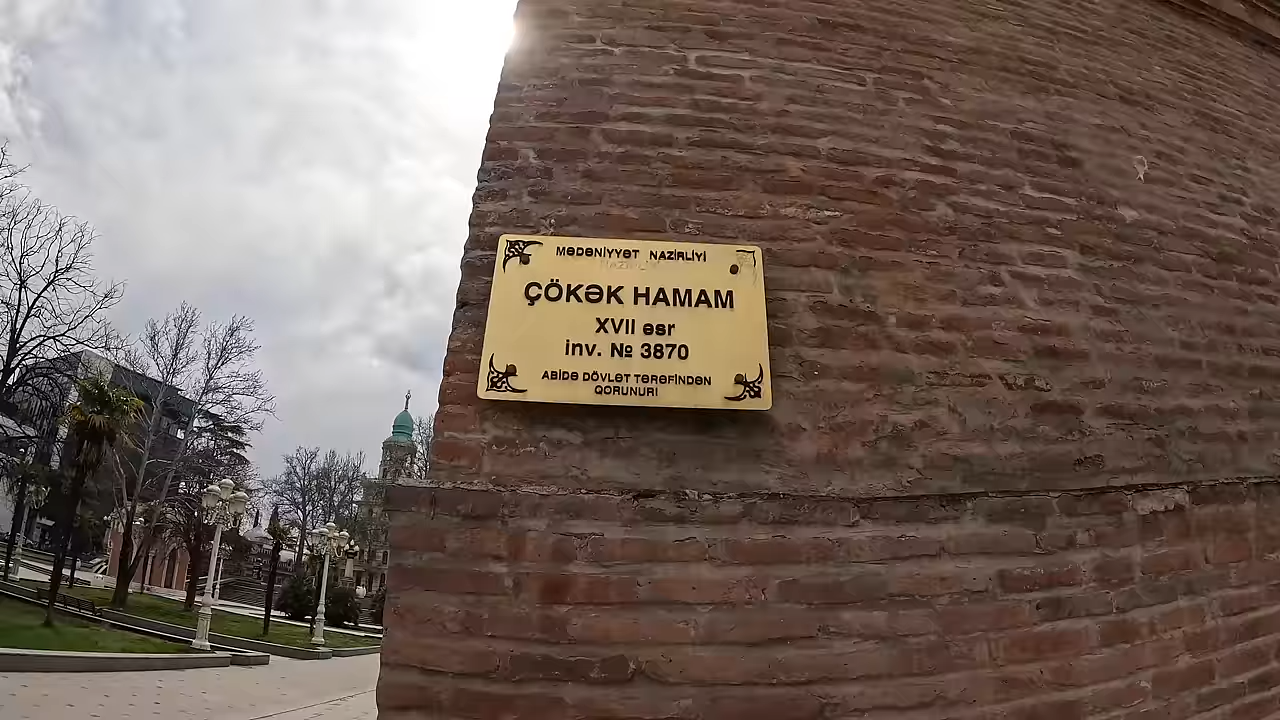 MƏDƏNİYYƏT NAZİRLİYİ
ÇÖKƏK HAMAM
XVII əsr
inv. № 3870
ABİDƏ DÖVLƏT TƏRƏFİNDƏN
QORUNUR!